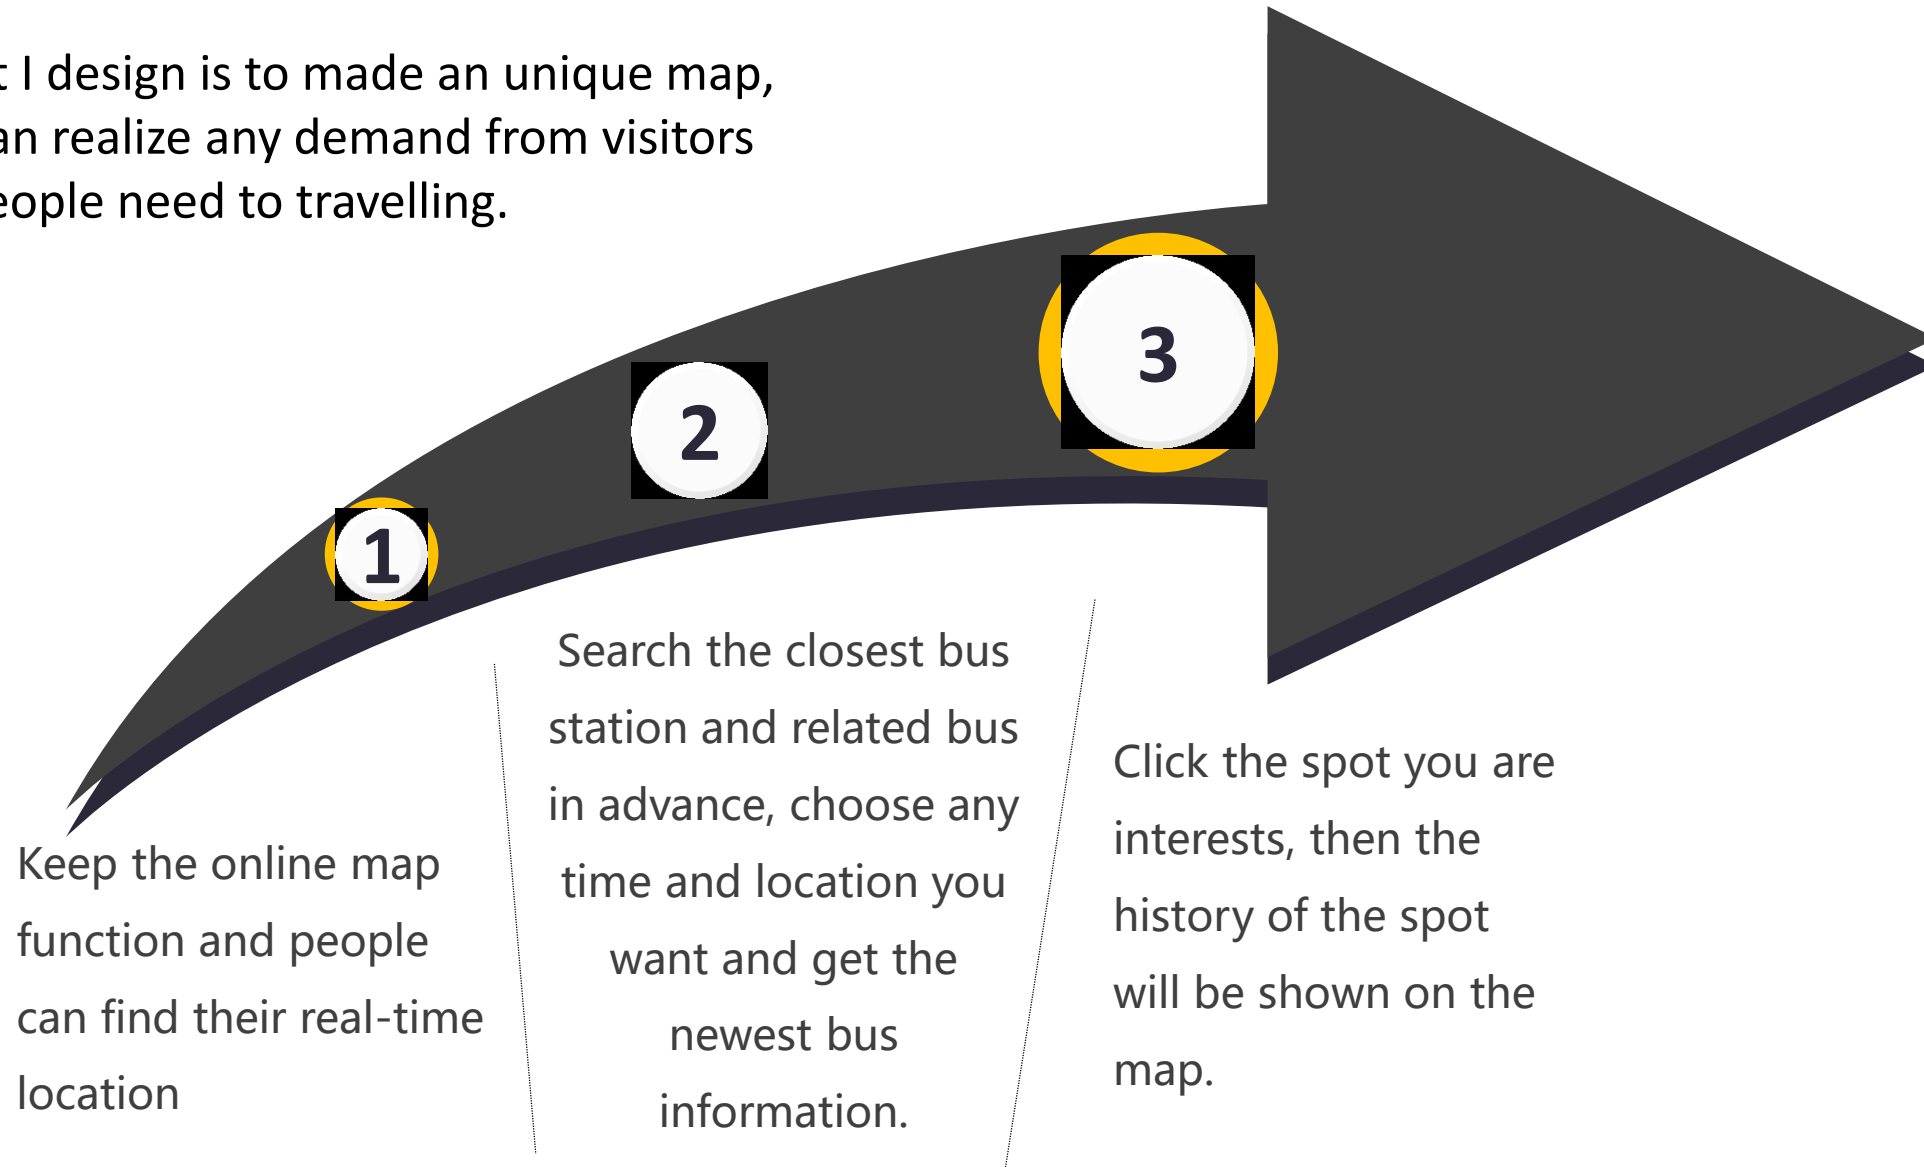 t I design is to made an unique map,
an realize any demand from visitors
eople need to travelling.
1
2
3
Keep the online map
function and people
can find their real-time
location
Search the closest bus
station and related bus
in advance, choose any
time and location you
want and get the
newest bus
information.
Click the spot you are
interests, then the
history of the spot
will be shown on the
map.